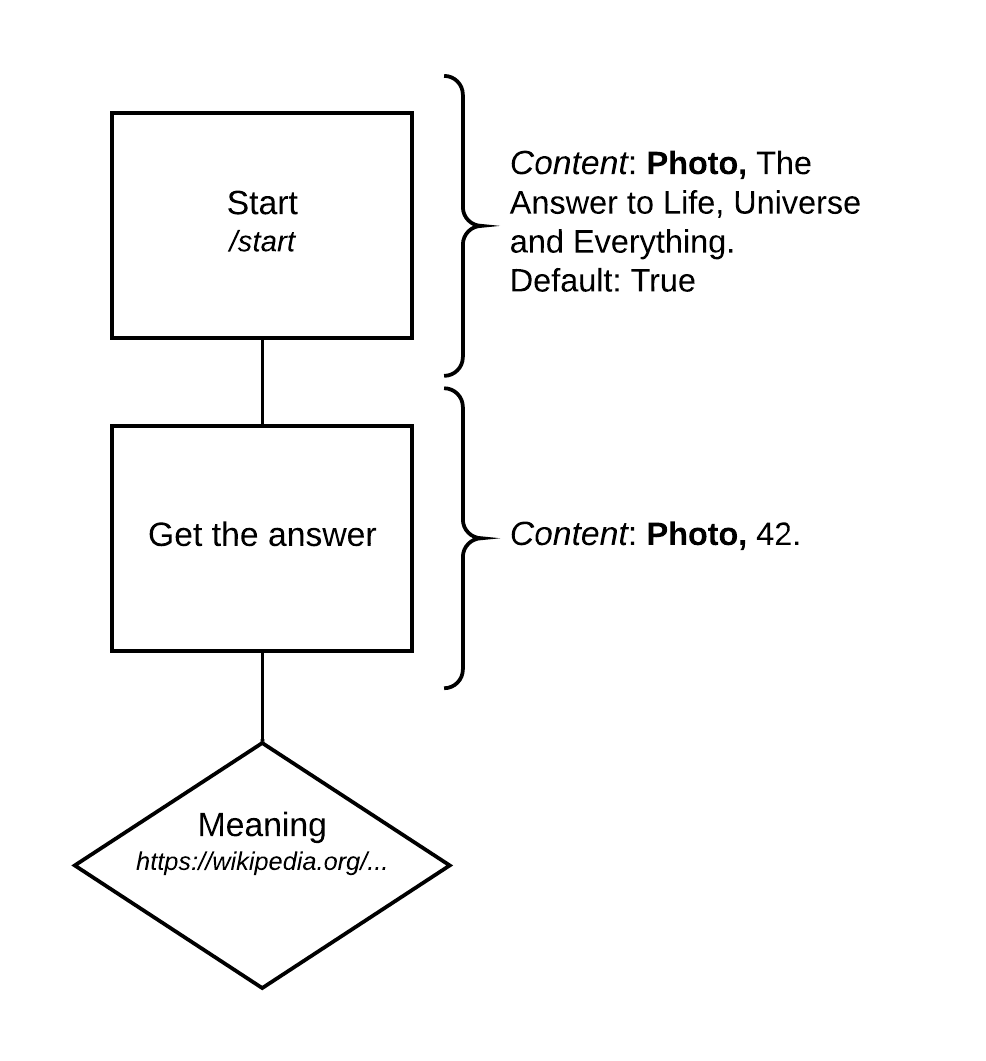 Start
/start
Content: Photo, The
Answer to Life, Universe
and Everything.
Default: True
Get the answer
Content: Photo, 42.
Meaning
https://wikipedia.org/...